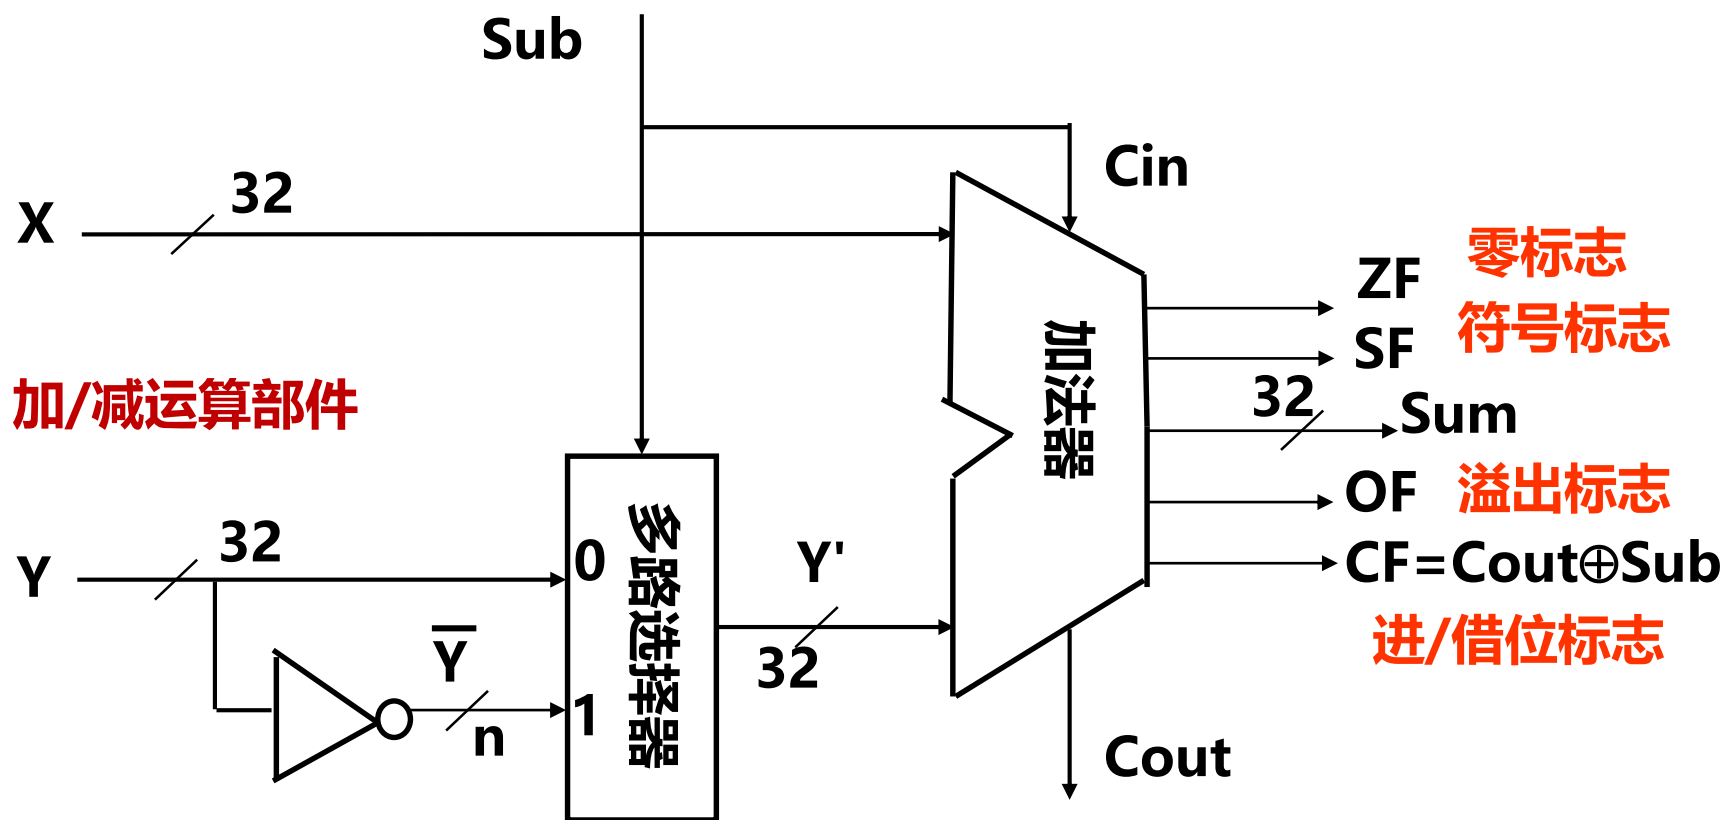 Sub
Cin
32
X
零标志
ZF
符号标志
SF
加法器
加/减运算部件
32
Sum
OF
溢出标志
32
Y
0
多路选择器
Y'
CF=Cout⊕Sub
进/借位标志
Y̅
32
1
n
Cout